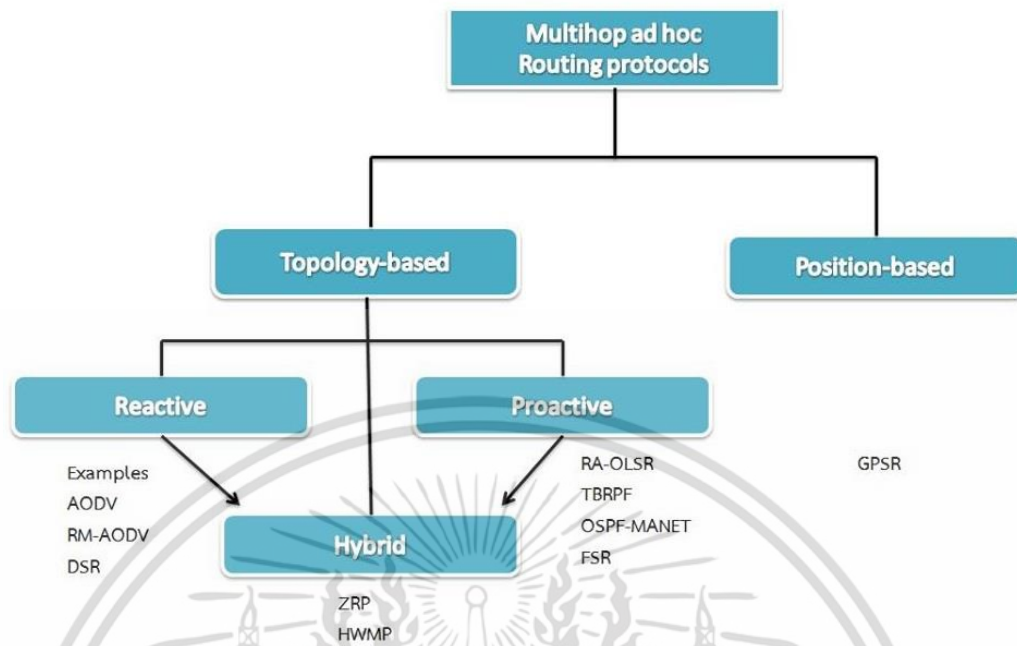 Multihop ad hoc
Routing protocols
Topology-based
Position-based
Reactive
Proactive
Examples
AODV
RM-AODV
DSR
Hybrid
ZRP
HWMP
RA-OLSR
TBRPF
OSPF-MANET
FSR
GPSR